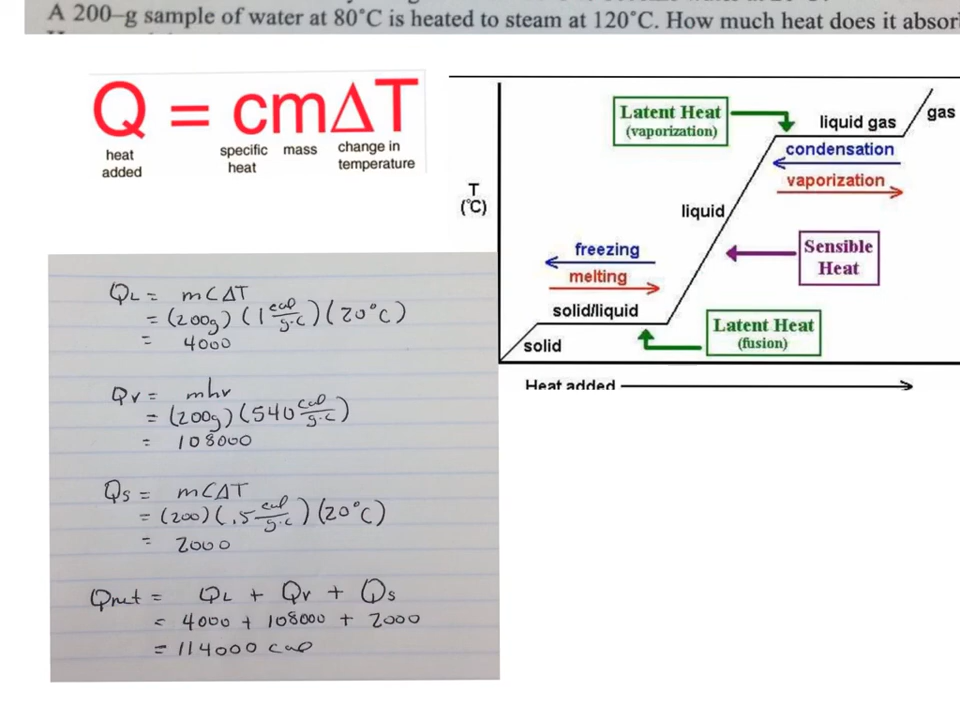 A 200–g sample of water at 80°C is heated to steam at 120°C. How much heat does it absor
Q = cm∆T
heat added
specific heat
mass
change in temperature
T (°C)
Latent Heat (vaporization)
liquid gas
gas
condensation
vaporization
liquid
Sensible Heat
freezing
melting
solid/liquid
Latent Heat (fusion)
solid
Heat added
QL = mC∆T
= (200g) (1 cal/g·c) (20°C)
= 4000
Qv = mhv
= (200g) (540 cal/g·c)
= 108000
Qs = mC∆T
= (200) (.5 cal/g·c) (20°C)
= 2000
Qnet = QL + Qv + Qs
= 4000 + 108000 + 2000
= 114000 cal